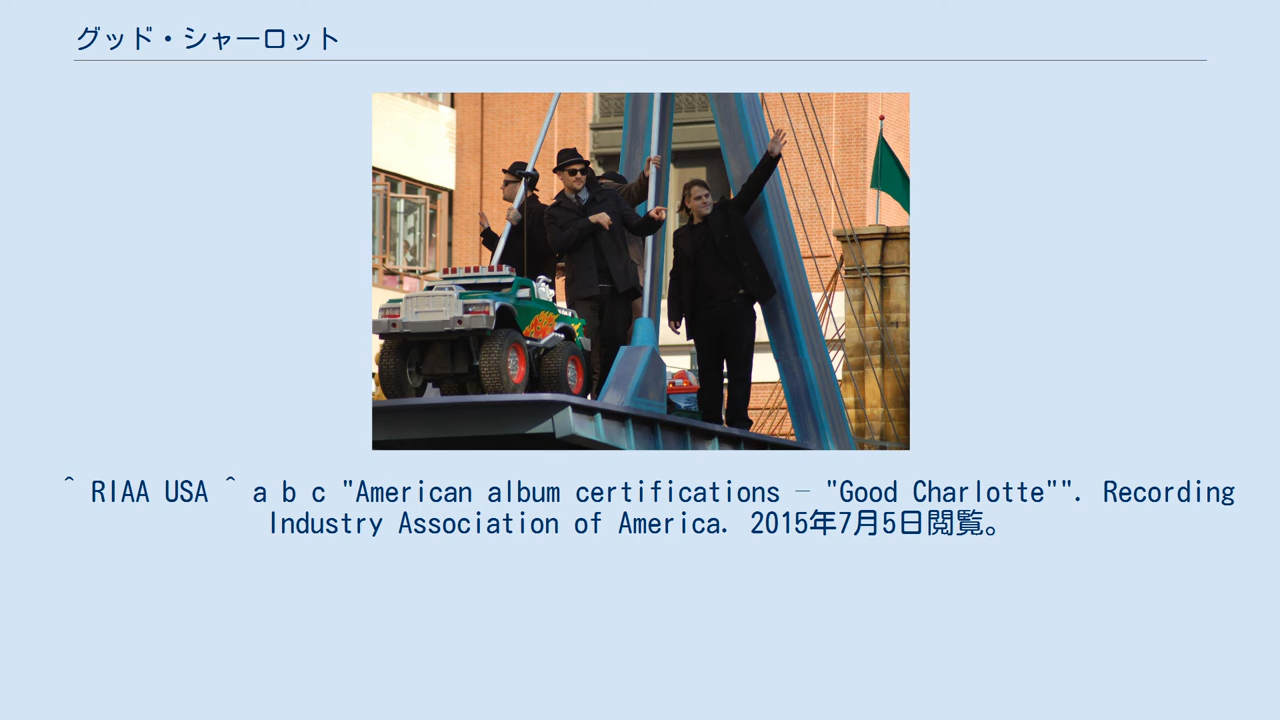 グッド・シャーロット
^ RIAA USA ^ a b c "American album certifications – "Good Charlotte"". Recording
Industry Association of America. 2015年7月5日閲覧。